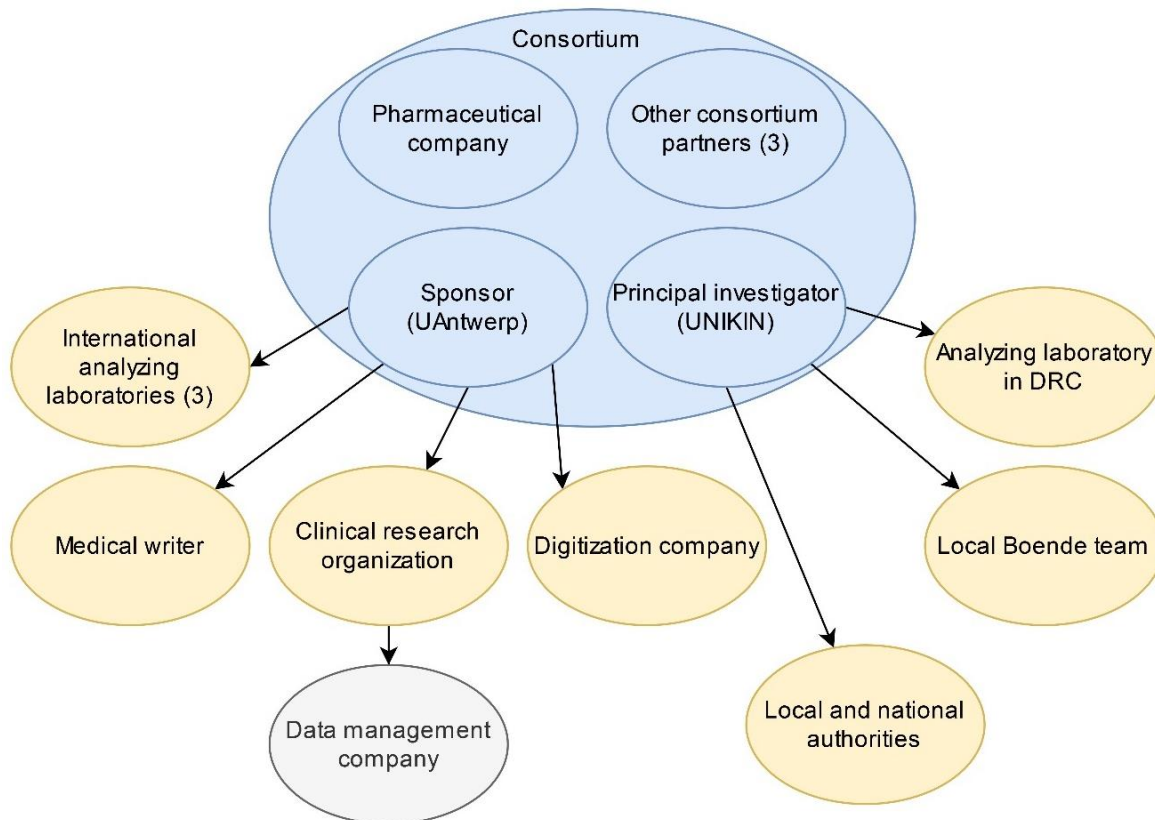 Consortium
Pharmaceutical
company
Other consortium
partners (3)
Sponsor
(UAntwerp)
Principal investigator
(UNIKIN)
International
analyzing
laboratories (3)
Analyzing laboratory
in DRC
Medical writer
Clinical research
organization
Digitization company
Local Boende team
Data management
company
Local and national
authorities